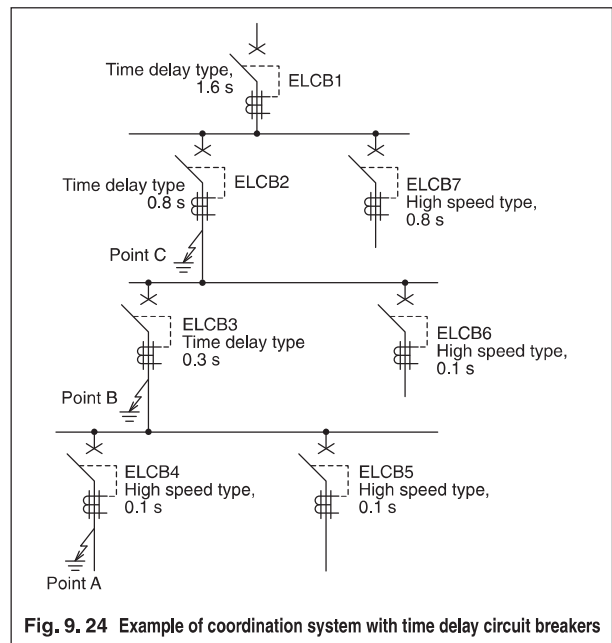 Time delay type,
1.6 s
ELCB1
Time delay type
0.8 s
ELCB2
ELCB7
High speed type,
0.8 s
Point C
ELCB3
Time delay type
0.3 s
ELCB6
High speed type,
0.1 s
Point B
ELCB4
High speed type,
0.1 s
ELCB5
High speed type,
0.1 s
Point A
Fig. 9. 24 Example of coordination system with time delay circuit breakers